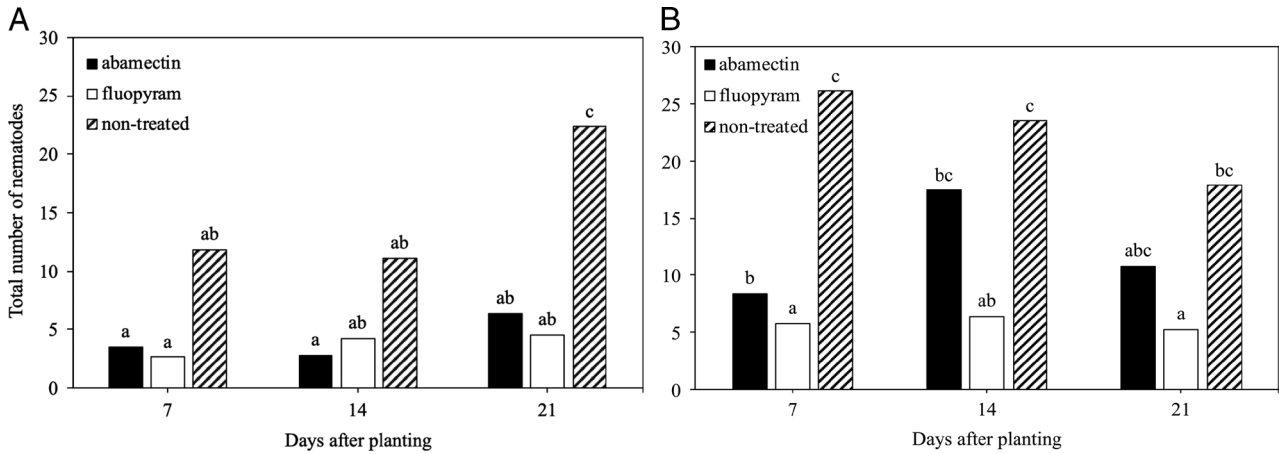 A
30
25
20
15
10
5
0
Total number of nematodes
abamectin
fluopyram
non-treated
a
a
ab
a
ab
ab
ab
ab
c
7
14
21
Days after planting
B
30
25
20
15
10
5
0
abamectin
fluopyram
non-treated
b
a
c
bc
ab
c
abc
a
bc
7
14
21
Days after planting